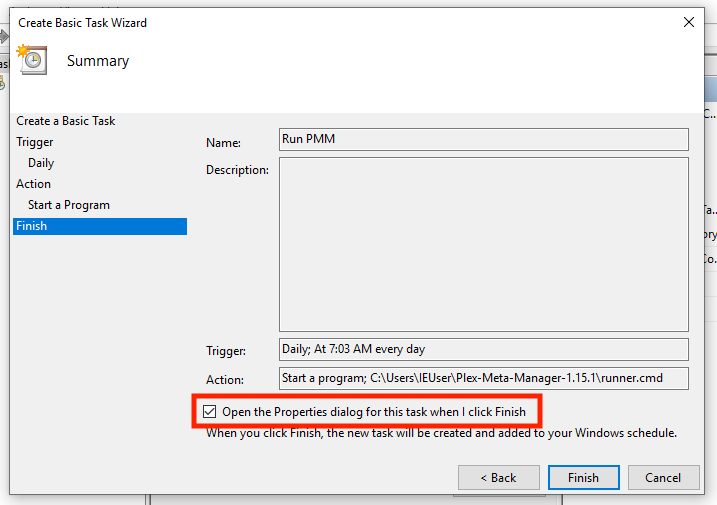 Create Basic Task Wizard
Summary
Create a Basic Task
Trigger
Daily
Action
Start a Program
Finish
Name:
Run PMM
Description:
Trigger:
Daily; At 7:03 AM every day
Action:
Start a program; C:\Users\IEUser\Plex-Meta-Manager-1.15.1\runner.cmd
Open the Properties dialog for this task when I click Finish
When you click Finish, the new task will be created and added to your Windows schedule.
< Back
Finish
Cancel